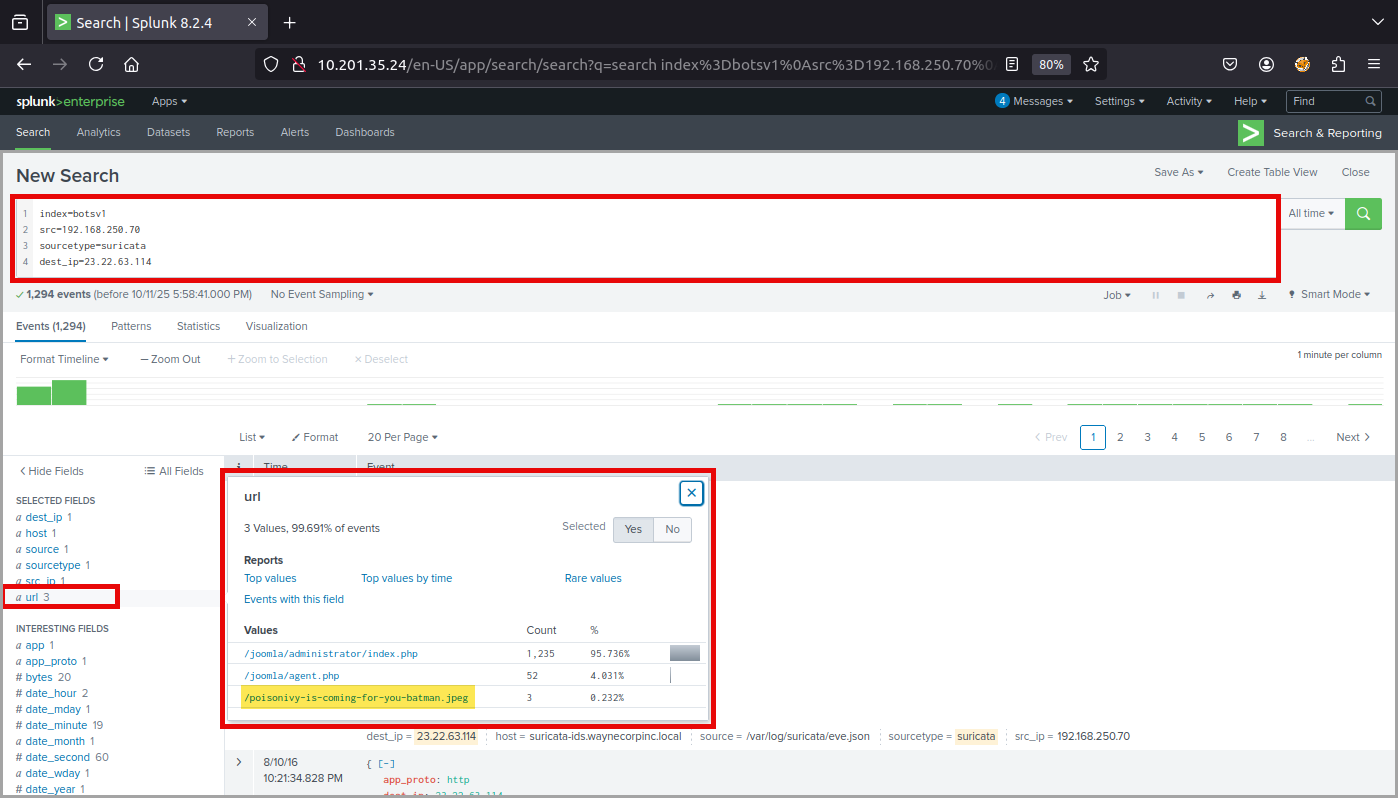 Search | Splunk 8.2.4
10.201.35.24/en-US/app/search/search?q=search index%3Dbotsv1%0Asrc%3D192.168.250.70%0
80%
splunk>enterprise
Apps
4 Messages
Settings
Activity
Help
Find
Search
Analytics
Datasets
Reports
Alerts
Dashboards
Search & Reporting
New Search
Save As
Create Table View
Close
1 index=botsv1
2 src=192.168.250.70
3 sourcetype=suricata
4 dest_ip=23.22.63.114
All time
1,294 events (before 10/11/25 5:58:41.000 PM)
No Event Sampling
Job
Smart Mode
Events (1,294)
Patterns
Statistics
Visualization
Format Timeline
— Zoom Out
+ Zoom to Selection
× Deselect
1 minute per column
List
Format
20 Per Page
< Prev
1 2 3 4 5 6 7 8 ...
Next >
< Hide Fields
All Fields
i
Time
Event
SELECTED FIELDS
a dest_ip 1
a host 1
a source 1
a sourcetype 1
a src_ip 1
a url 3
INTERESTING FIELDS
a app 1
a app_proto 1
# bytes 20
# date_hour 2
# date_mday 1
# date_minute 19
a date_month 1
# date_second 60
a date_wday 1
# date_year 1
url
3 Values, 99.691% of events
Selected
Yes
No
Reports
Top values
Top values by time
Rare values
Events with this field
Values Count %
/joomla/administrator/index.php 1,235 95.736%
/joomla/agent.php 52 4.031%
/poisonivy-is-coming-for-you-batman.jpeg 3 0.232%
dest_ip = 23.22.63.114 host = suricata-ids.waynecorpinc.local source = /var/log/suricata/eve.json sourcetype = suricata src_ip = 192.168.250.70
8/10/16
10:21:34.828 PM
{ [-]
app_proto: http
dest_ip: 23.22.63.114